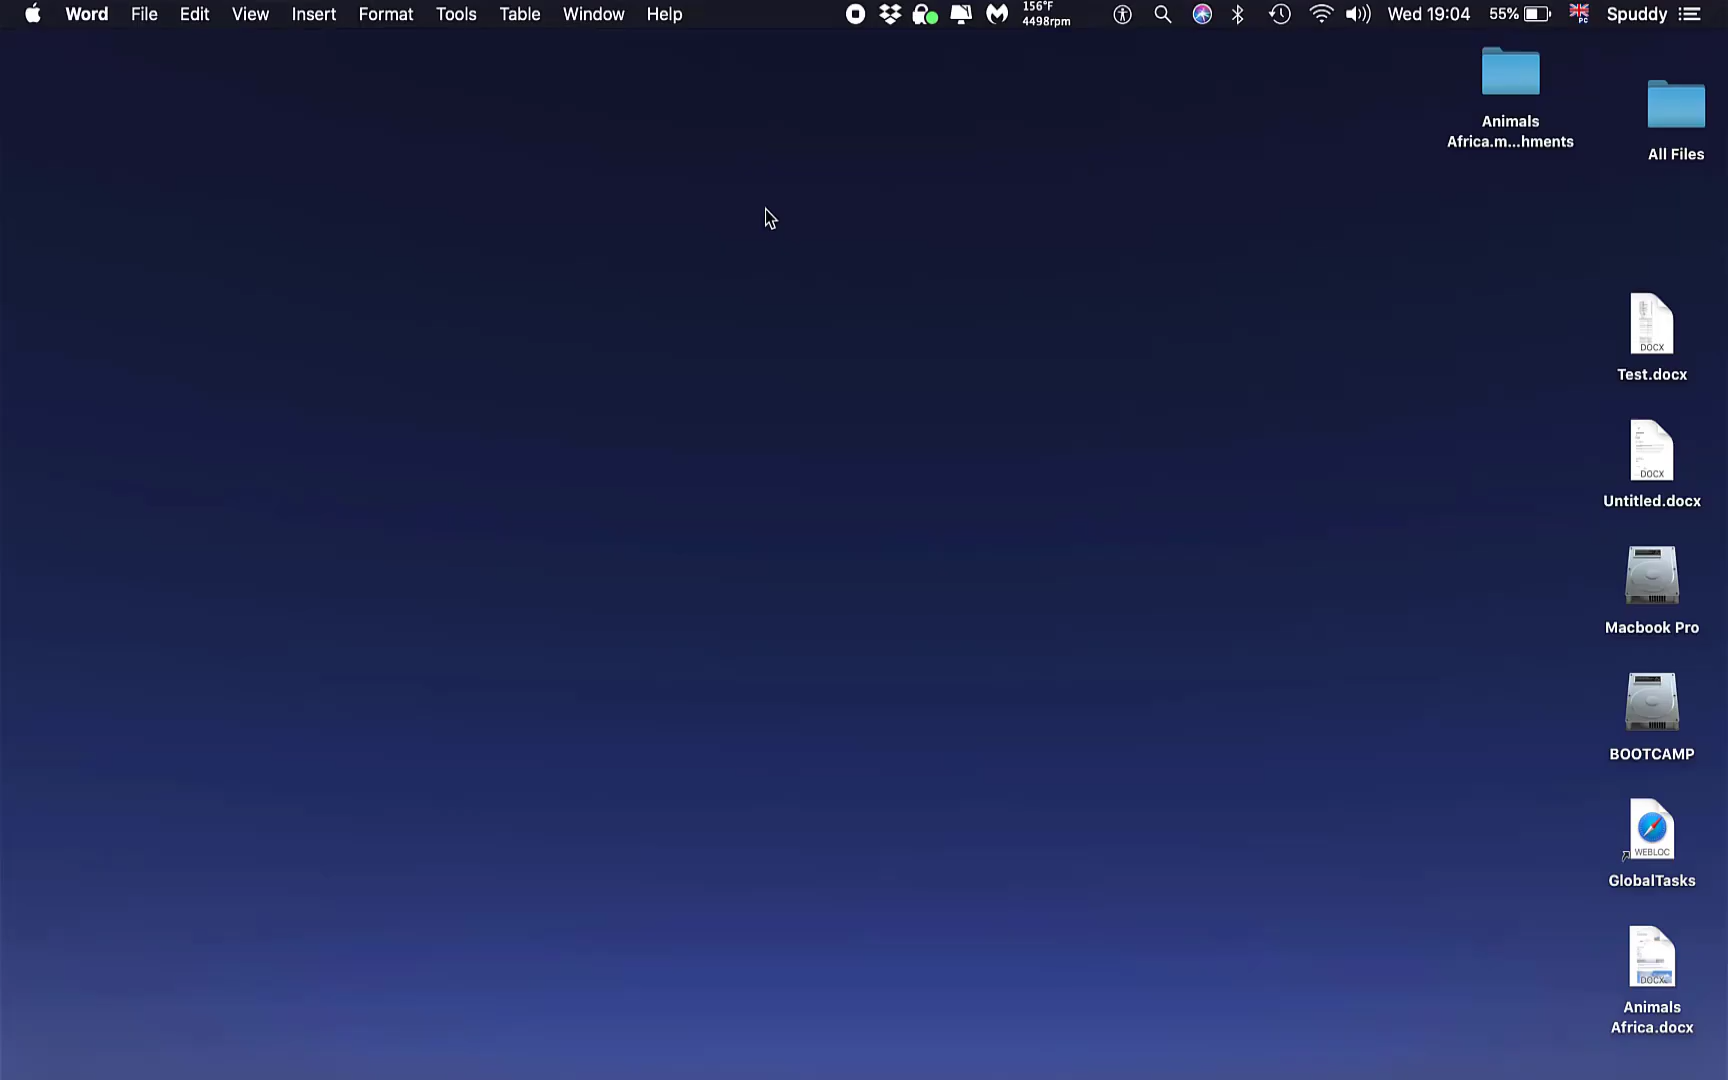 Word File Edit View Insert Format Tools Table Window Help 156°F 4498rpm Wed 19:04 55% PC Spuddy
Animals
Africa.m...hments
All Files
DOCX
Test.docx
DOCX
Untitled.docx
Macbook Pro
BOOTCAMP
WEBLOC
GlobalTasks
DOCX
Animals
Africa.docx